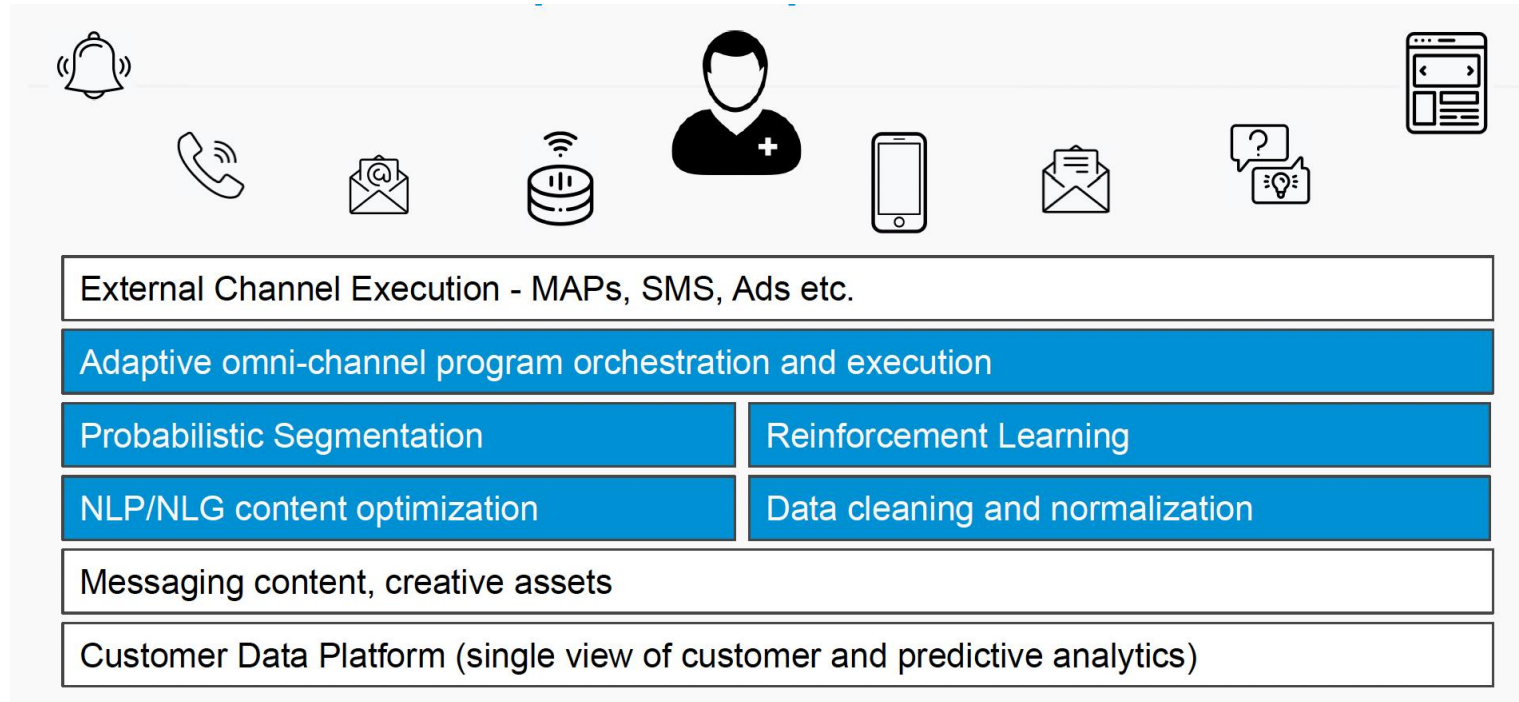 External Channel Execution - MAPs, SMS, Ads etc.
Adaptive omni-channel program orchestration and execution
Probabilistic Segmentation
Reinforcement Learning
NLP/NLG content optimization
Data cleaning and normalization
Messaging content, creative assets
Customer Data Platform (single view of customer and predictive analytics)